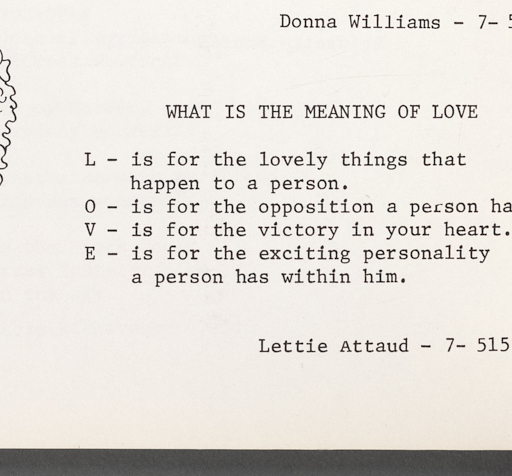 Donna Williams - 7- 5
WHAT IS THE MEANING OF LOVE
L - is for the lovely things that
happen to a person.
O - is for the opposition a person ha
V - is for the victory in your heart.
E - is for the exciting personality
a person has within him.
Lettie Attaud - 7- 515